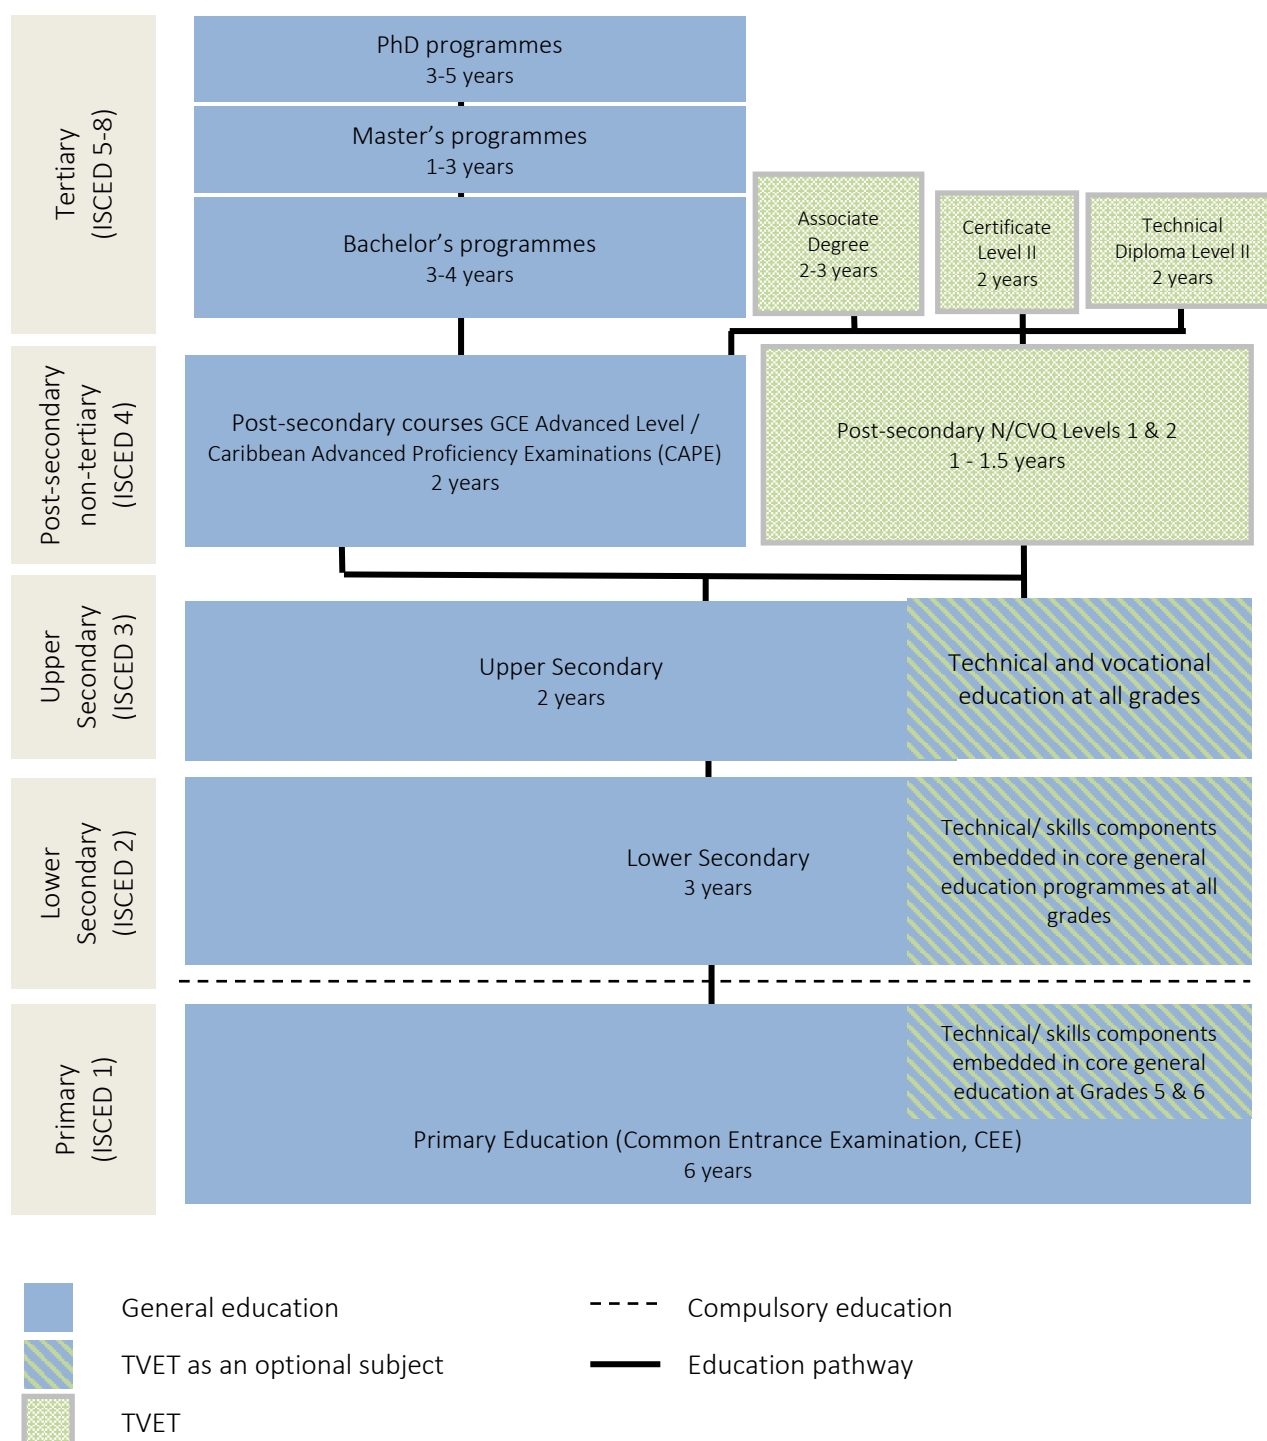 Tertiary
(ISCED 5-8)
PhD programmes
3-5 years
Master’s programmes
1-3 years
Bachelor’s programmes
3-4 years
Associate
Degree
2-3 years
Certificate
Level II
2 years
Technical
Diploma Level II
2 years
Post-secondary
non-tertiary
(ISCED 4)
Post-secondary courses GCE Advanced Level /
Caribbean Advanced Proficiency Examinations (CAPE)
2 years
Post-secondary N/CVQ Levels 1 & 2
1 - 1.5 years
Upper
Secondary
(ISCED 3)
Upper Secondary
2 years
Technical and vocational
education at all grades
Lower
Secondary
(ISCED 2)
Lower Secondary
3 years
Technical/ skills components
embedded in core general
education programmes at all
grades
Primary
(ISCED 1)
Technical/ skills components
embedded in core general
education at Grades 5 & 6
Primary Education (Common Entrance Examination, CEE)
6 years
General education
Compulsory education
TVET as an optional subject
Education pathway
TVET